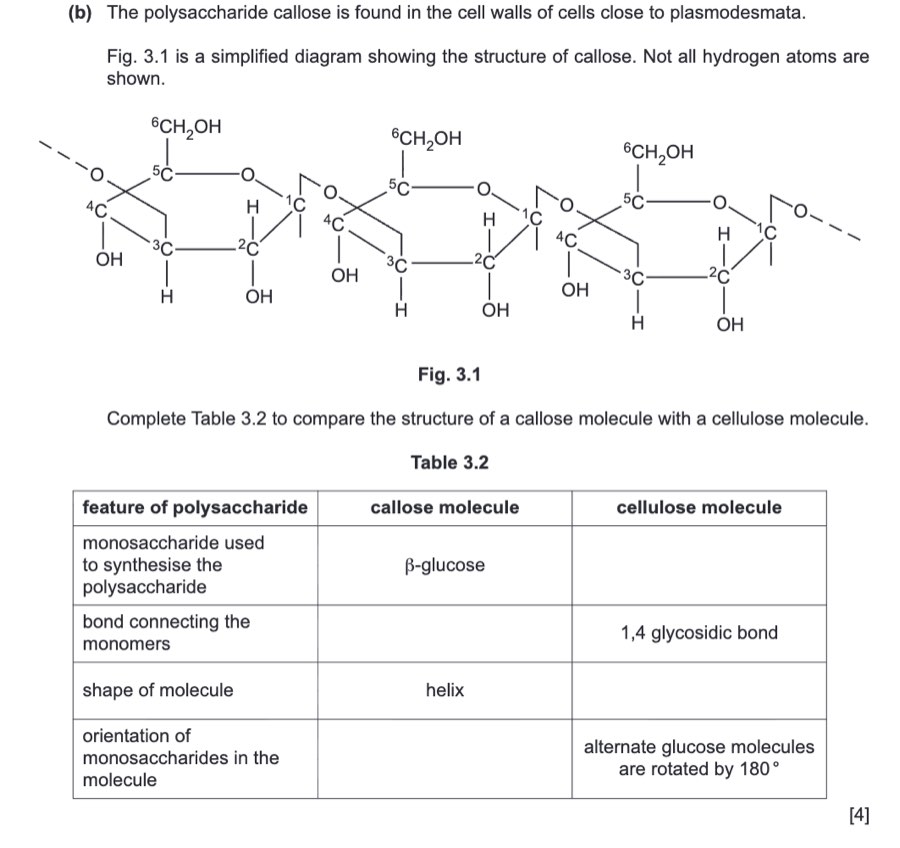 (b) The polysaccharide callose is found in the cell walls of cells close to plasmodesmata.
Fig. 3.1 is a simplified diagram showing the structure of callose. Not all hydrogen atoms are
shown.
⁶CH₂OH ⁶CH₂OH ⁶CH₂OH
O ⁵C O ¹C O ⁵C O ¹C O ⁵C O ¹C O
⁴C H ⁴C H ⁴C H
OH ³C ²C OH ³C ²C OH ³C ²C
H OH H OH H OH
Fig. 3.1
Complete Table 3.2 to compare the structure of a callose molecule with a cellulose molecule.
Table 3.2
feature of polysaccharide callose molecule cellulose molecule
monosaccharide used
to synthesise the β-glucose
polysaccharide
bond connecting the
monomers 1,4 glycosidic bond
shape of molecule helix
orientation of
monosaccharides in the alternate glucose molecules
molecule are rotated by 180°
[4]